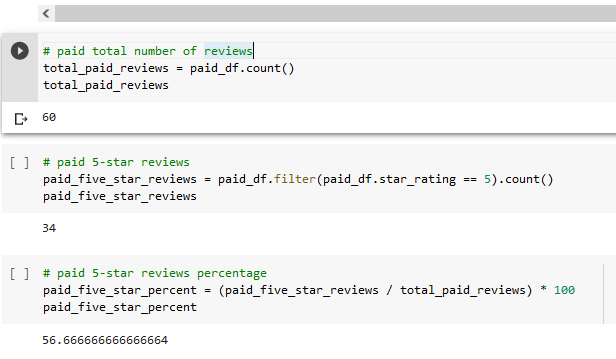 # paid total number of reviews
total_paid_reviews = paid_df.count()
total_paid_reviews
60
[ ] # paid 5-star reviews
paid_five_star_reviews = paid_df.filter(paid_df.star_rating == 5).count()
paid_five_star_reviews
34
[ ] # paid 5-star reviews percentage
paid_five_star_percent = (paid_five_star_reviews / total_paid_reviews) * 100
paid_five_star_percent
56.666666666666664